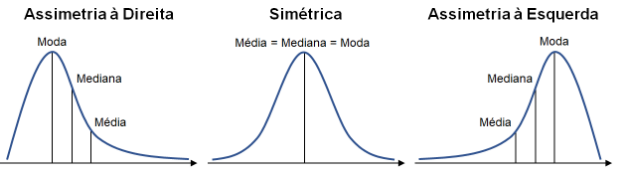 Assimetria à Direita
Moda
Mediana
Média
Simétrica
Média = Mediana = Moda
Assimetria à Esquerda
Moda
Mediana
Média